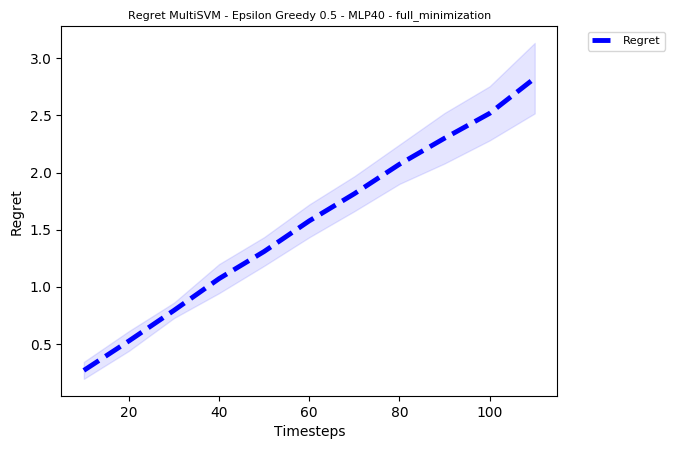 Regret MultiSVM - Epsilon Greedy 0.5 - MLP40 - full_minimization
Regret
3.0
2.5
2.0
1.5
1.0
0.5
Regret
20 40 60 80 100
Timesteps